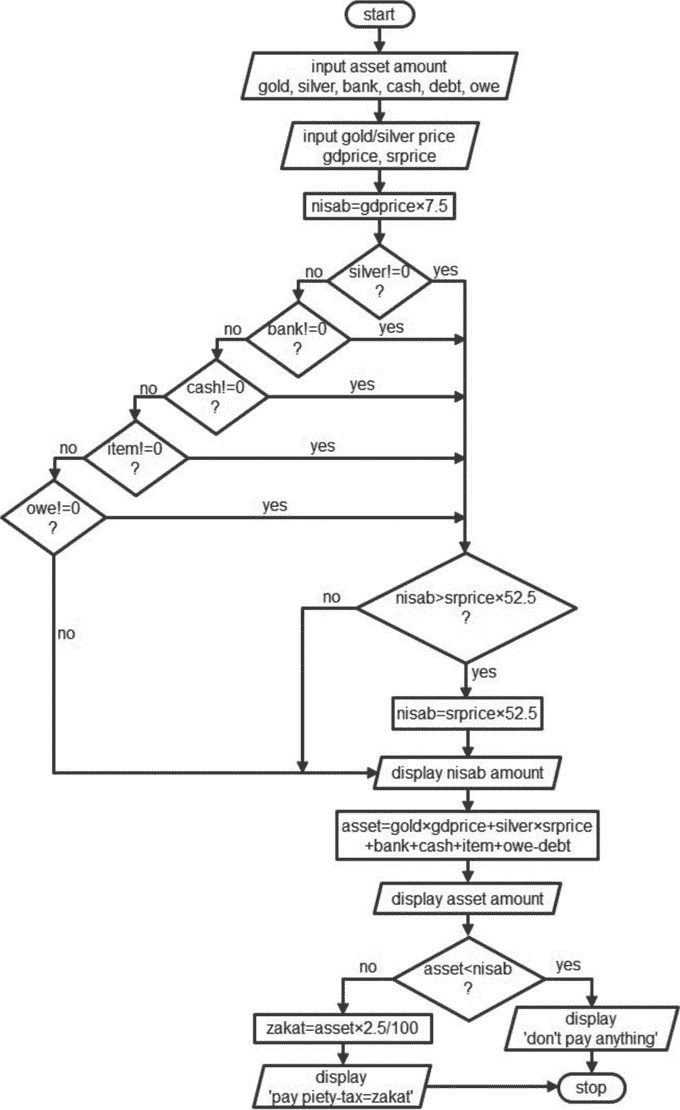 start
input asset amount
gold, silver, bank, cash, debt, owe
input gold/silver price
gdprice, srprice
nisab=gdprice×7.5
no
silver!=0
?
yes
no
bank!=0
?
yes
no
cash!=0
?
yes
no
item!=0
?
yes
owe!=0
?
yes
no
no
nisab>srprice×52.5
?
yes
nisab=srprice×52.5
display nisab amount
asset=gold×gdprice+silver×srprice
+bank+cash+item+owe-debt
display asset amount
no
asset<nisab
?
yes
zakat=asset×2.5/100
display
'don't pay anything'
display
'pay piety-tax=zakat'
stop